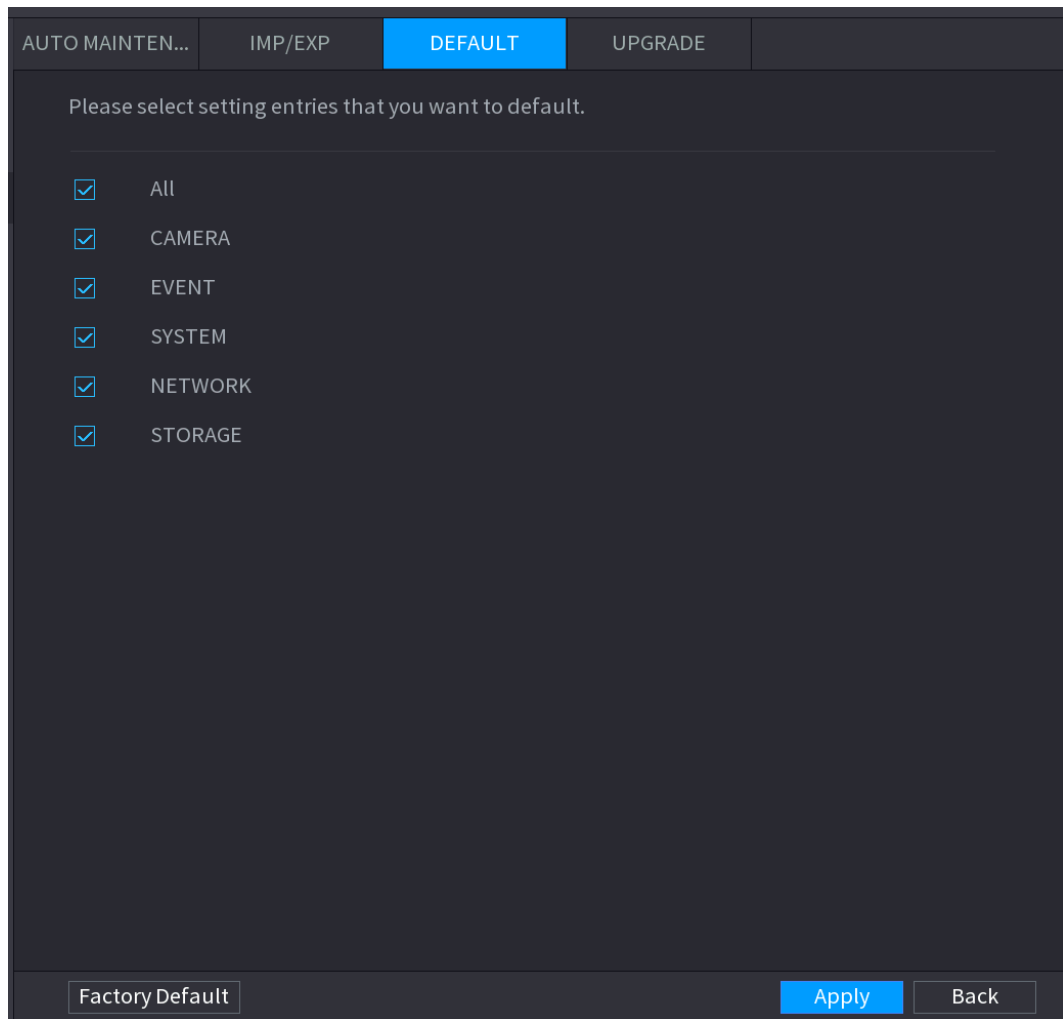 AUTO MAINTEN... IMP/EXP DEFAULT UPGRADE
Please select setting entries that you want to default.
All
CAMERA
EVENT
SYSTEM
NETWORK
STORAGE
Factory Default Apply Back